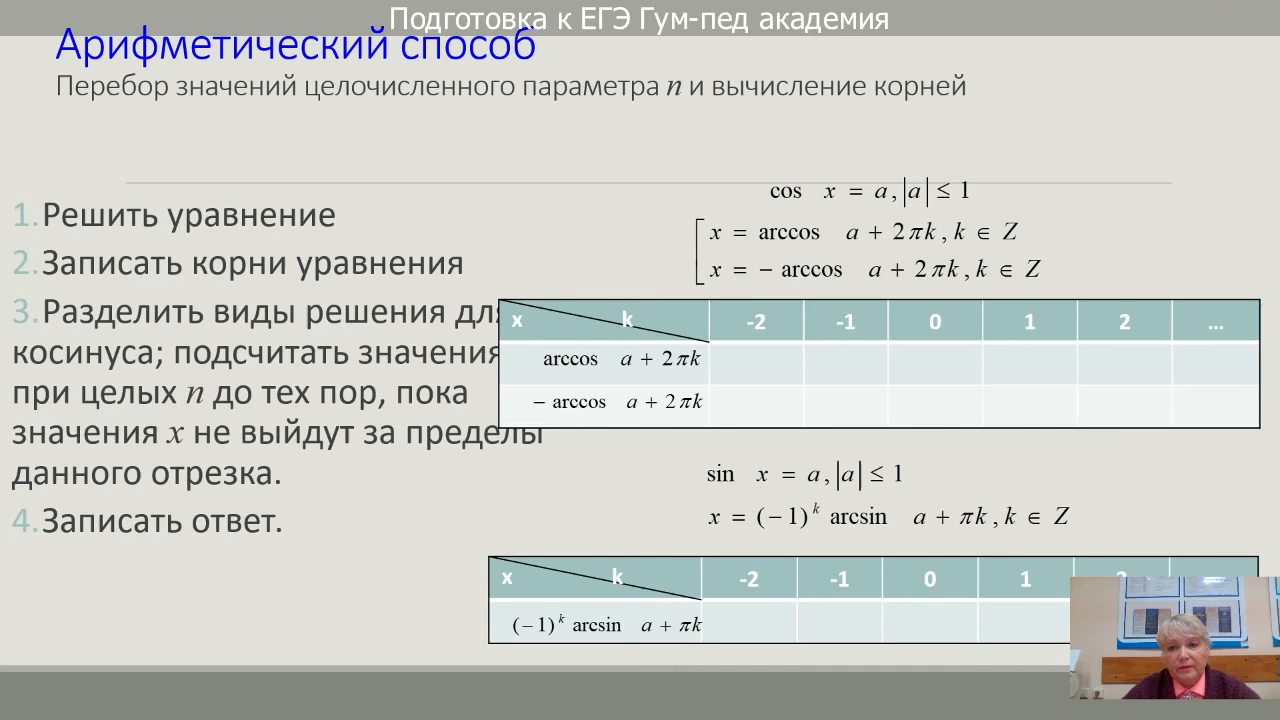 Подготовка к ЕГЭ Гум-пед академия
Арифметический способ
Перебор значений целочисленного параметра n и вычисление корней
1. Решить уравнение
2. Записать корни уравнения
3. Разделить виды решения для
косинуса; подсчитать значения
при целых n до тех пор, пока
значения x не выйдут за пределы
данного отрезка.
4. Записать ответ.
cos x = a, |a| ≤ 1
x = arccos a + 2πk, k ∈ Z
x = − arccos a + 2πk, k ∈ Z
x k -2 -1 0 1 2 ...
arccos a + 2πk
− arccos a + 2πk
sin x = a, |a| ≤ 1
x = (−1)^k arcsin a + πk, k ∈ Z
x k -2 -1 0 1
(−1)^k arcsin a + πk